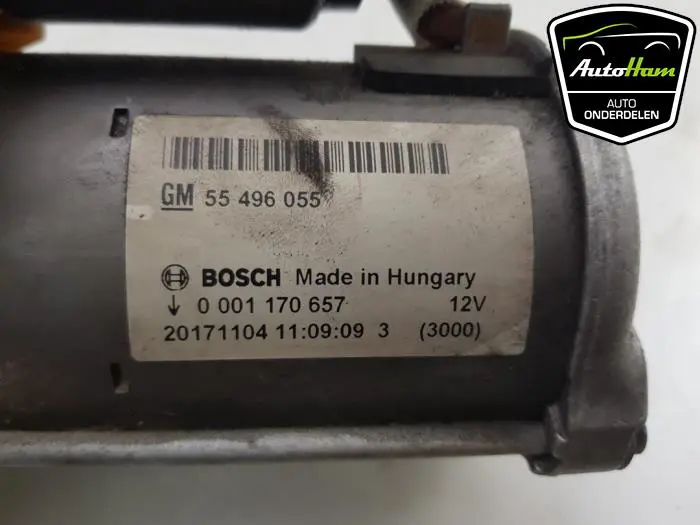 AutoHam
AUTO
ONDERDELEN
GM 55 496 055
BOSCH Made in Hungary
0 001 170 657 12V
20171104 11:09:09 3 (3000)